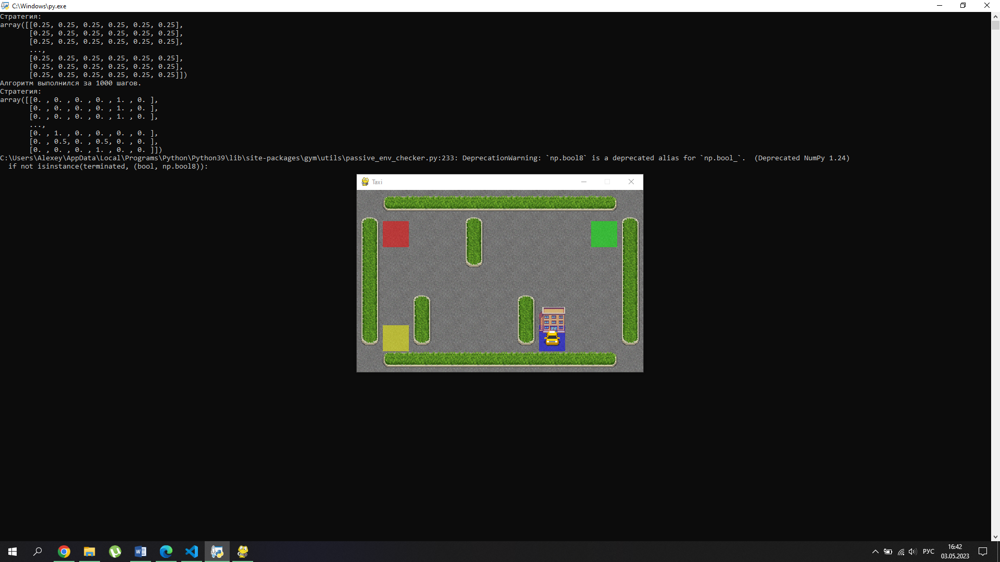 C:\Windows\py.exe
Стратегия:
array([[0.25, 0.25, 0.25, 0.25, 0.25, 0.25],
       [0.25, 0.25, 0.25, 0.25, 0.25, 0.25],
       [0.25, 0.25, 0.25, 0.25, 0.25, 0.25],
       ...,
       [0.25, 0.25, 0.25, 0.25, 0.25, 0.25],
       [0.25, 0.25, 0.25, 0.25, 0.25, 0.25],
       [0.25, 0.25, 0.25, 0.25, 0.25, 0.25]])
Алгоритм выполнился за 1000 шагов.
Стратегия:
array([[0. , 0. , 0. , 0. , 1. , 0. ],
       [0. , 0. , 0. , 0. , 1. , 0. ],
       [0. , 0. , 0. , 0. , 1. , 0. ],
       ...,
       [0. , 1. , 0. , 0. , 0. , 0. ],
       [0. , 0.5, 0. , 0.5, 0. , 0. ],
       [0. , 0. , 0. , 1. , 0. , 0. ]])
C:\Users\Alexey\AppData\Local\Programs\Python\Python39\lib\site-packages\gym\utils\passive_env_checker.py:233: DeprecationWarning: `np.bool8` is a deprecated alias for `np.bool_`.  (Deprecated NumPy 1.24)
  if not isinstance(terminated, (bool, np.bool8)):
Taxi
РУС
16:42
03.05.2023